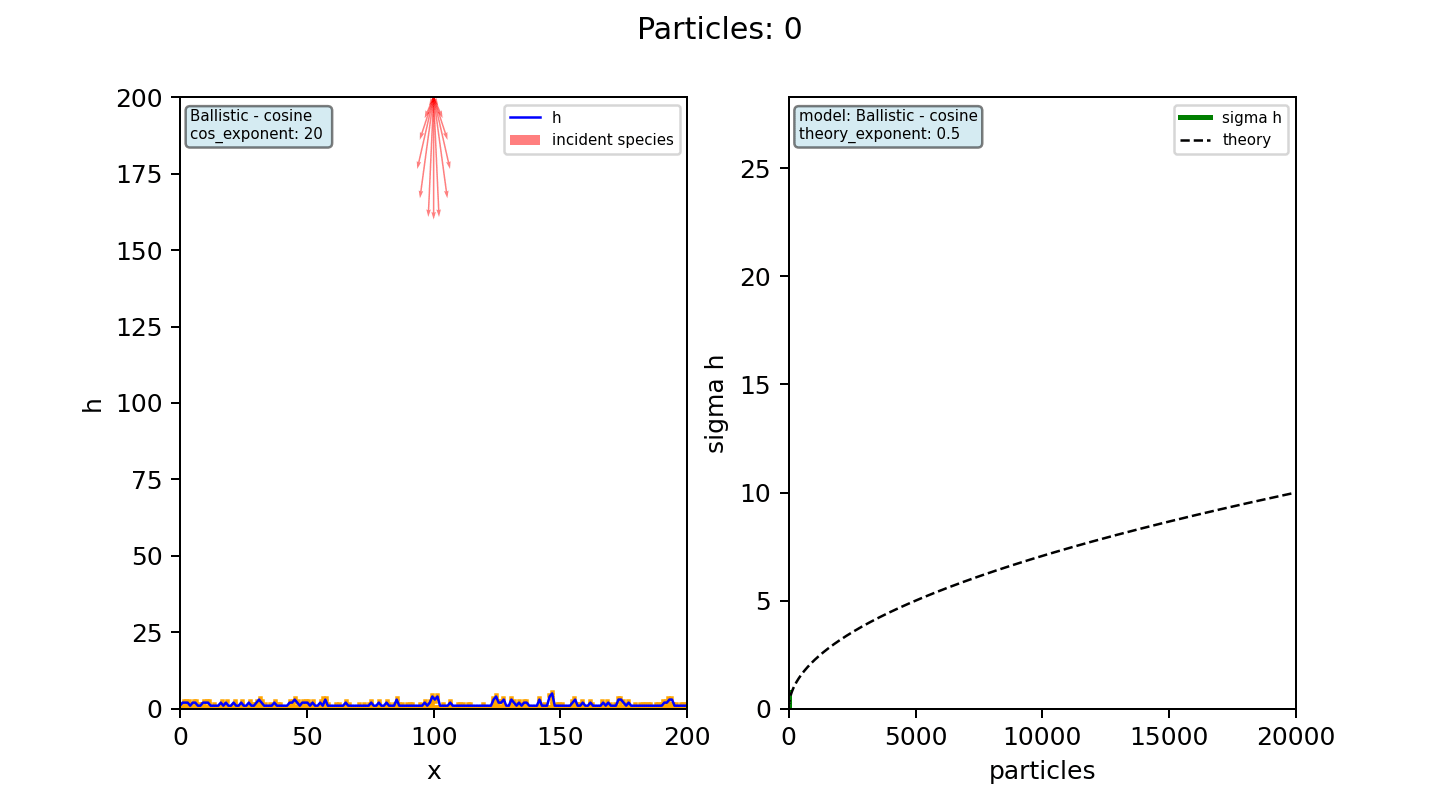 Particles: 0
Ballistic - cosine
cos_exponent: 20
h
incident species
200
175
150
125
100
75
50
25
0
h
0
50
100
150
200
x
model: Ballistic - cosine
theory_exponent: 0.5
sigma h
theory
25
20
15
10
5
0
sigma h
0
5000
10000
15000
20000
particles